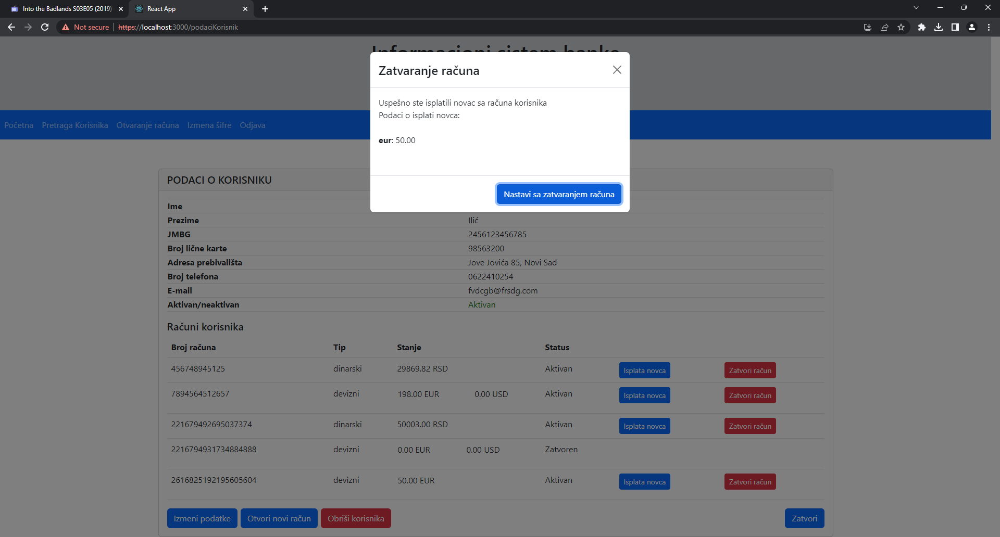 Into the Badlands S03E05 (2019)
React App
Not secure
https://localhost:3000/podaciKorisnik
Informacioni sistem banke
Početna Pretraga Korisnika Otvaranje računa Izmena šifre Odjava
Zatvaranje računa
Uspešno ste isplatili novac sa računa korisnika
Podaci o isplati novca:
eur: 50.00
Nastavi sa zatvaranjem računa
PODACI O KORISNIKU
Ime
Prezime Ilić
JMBG 2456123456785
Broj lične karte 98563200
Adresa prebivališta Jove Jovića 85, Novi Sad
Broj telefona 0622410254
E-mail fvdcgb@frsdg.com
Aktivan/neaktivan Aktivan
Računi korisnika
Broj računa Tip Stanje Status
456748945125 dinarski 29869.82 RSD Aktivan Isplata novca Zatvori račun
7894564512657 devizni 198.00 EUR 0.00 USD Aktivan Isplata novca Zatvori račun
221679492695037374 dinarski 50003.00 RSD Aktivan Isplata novca Zatvori račun
2216794931734884888 devizni 0.00 EUR 0.00 USD Zatvoren
2616825192195605604 devizni 50.00 EUR Aktivan Isplata novca Zatvori račun
Izmeni podatke Otvori novi račun Obriši korisnika Zatvori